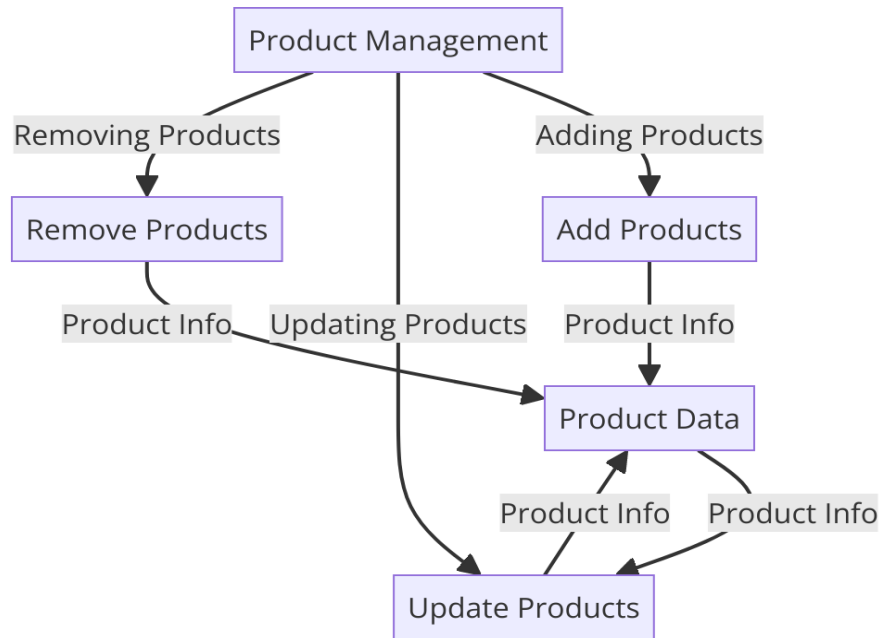 Product Management
Removing Products
Adding Products
Remove Products
Add Products
Product Info
Updating Products
Product Info
Product Data
Product Info
Product Info
Update Products